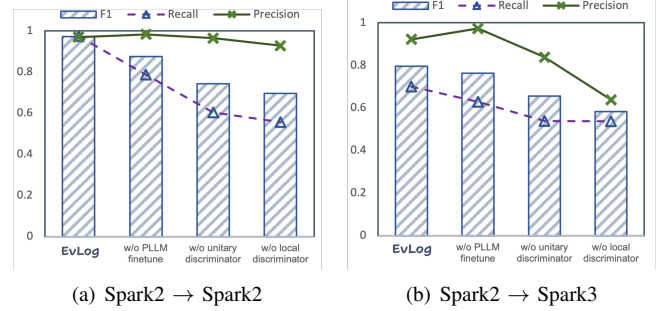 F1 Recall Precision
1
0.8
0.6
0.4
0.2
0
EvLog
w/o PLLM
finetune
w/o unitary
discriminator
w/o local
discriminator
(a) Spark2 → Spark2
F1 Recall Precision
1
0.8
0.6
0.4
0.2
0
EvLog
w/o PLLM
finetune
w/o unitary
discriminator
w/o local
discriminator
(b) Spark2 → Spark3